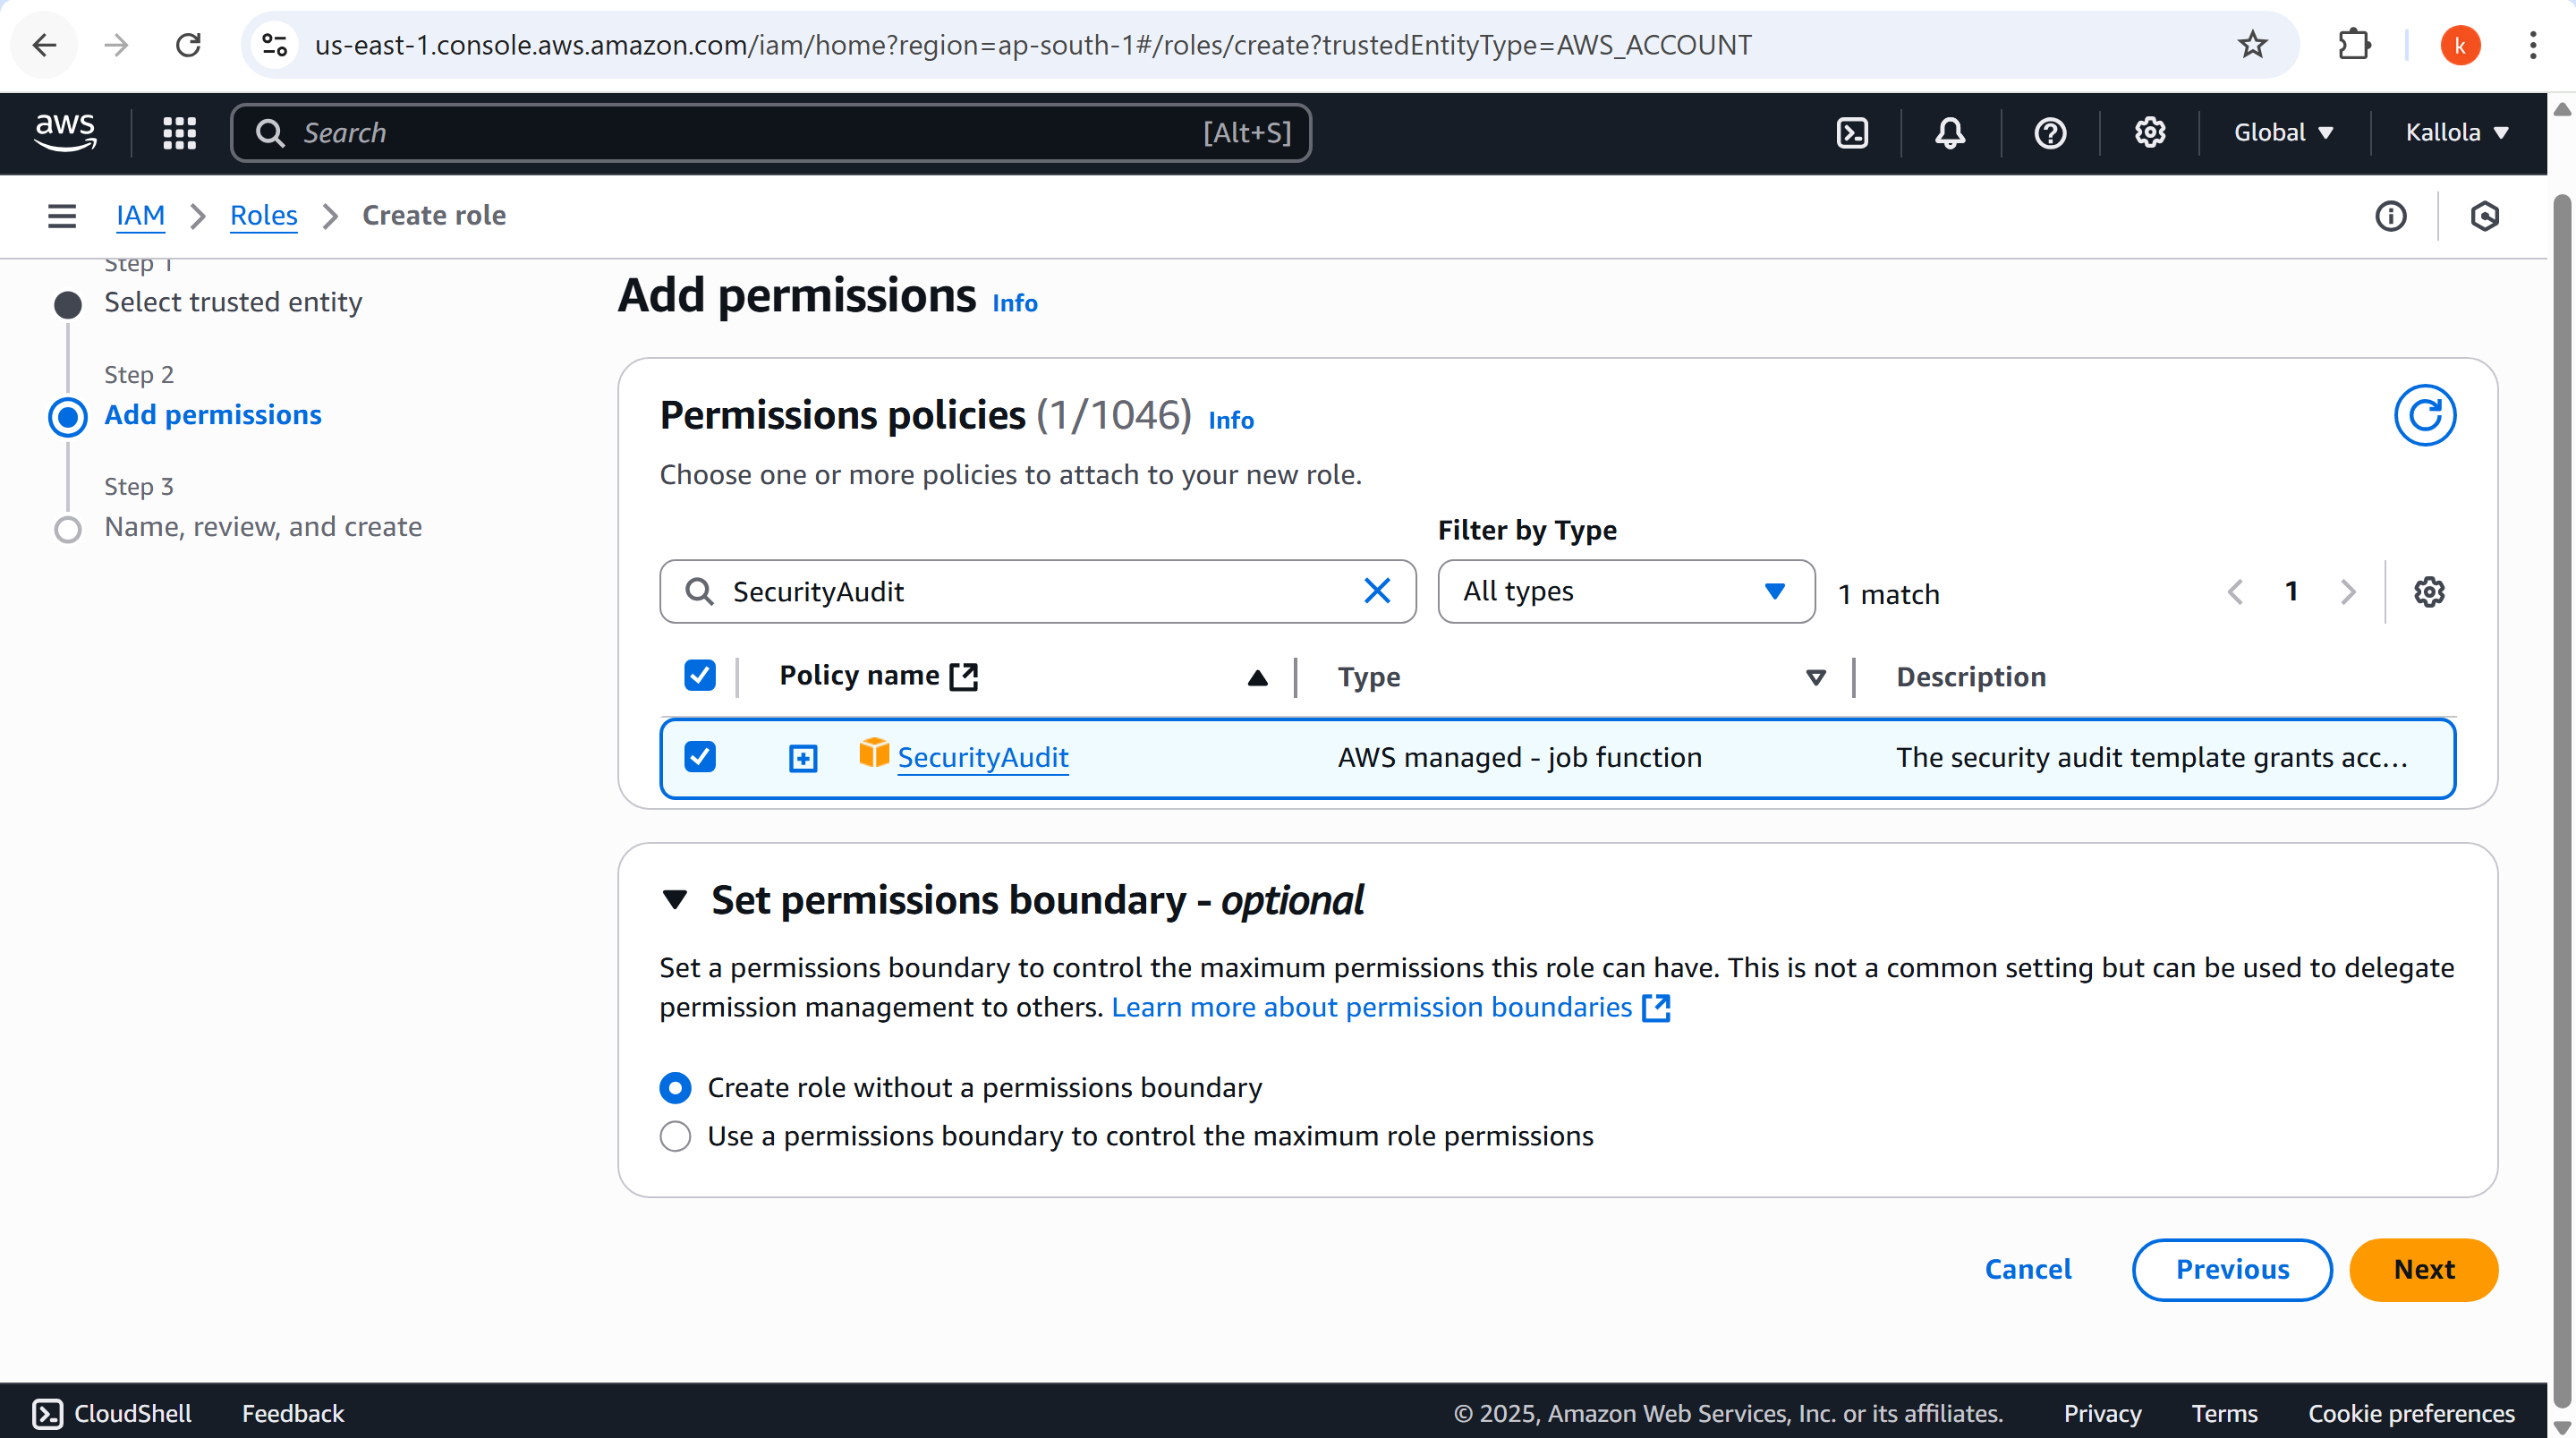 us-east-1.console.aws.amazon.com/iam/home?region=ap-south-1#/roles/create?trustedEntityType=AWS_ACCOUNT
k
aws
Search
[Alt+S]
Global
Kallola
IAM
Roles
Create role
Step 1
Select trusted entity
Step 2
Add permissions
Step 3
Name, review, and create
Add permissions Info
Permissions policies (1/1046) Info
Choose one or more policies to attach to your new role.
Filter by Type
SecurityAudit
All types
1 match
1
Policy name
Type
Description
SecurityAudit
AWS managed - job function
The security audit template grants acc...
Set permissions boundary - optional
Set a permissions boundary to control the maximum permissions this role can have. This is not a common setting but can be used to delegate
permission management to others. Learn more about permission boundaries
Create role without a permissions boundary
Use a permissions boundary to control the maximum role permissions
Cancel
Previous
Next
CloudShell
Feedback
© 2025, Amazon Web Services, Inc. or its affiliates.
Privacy
Terms
Cookie preferences